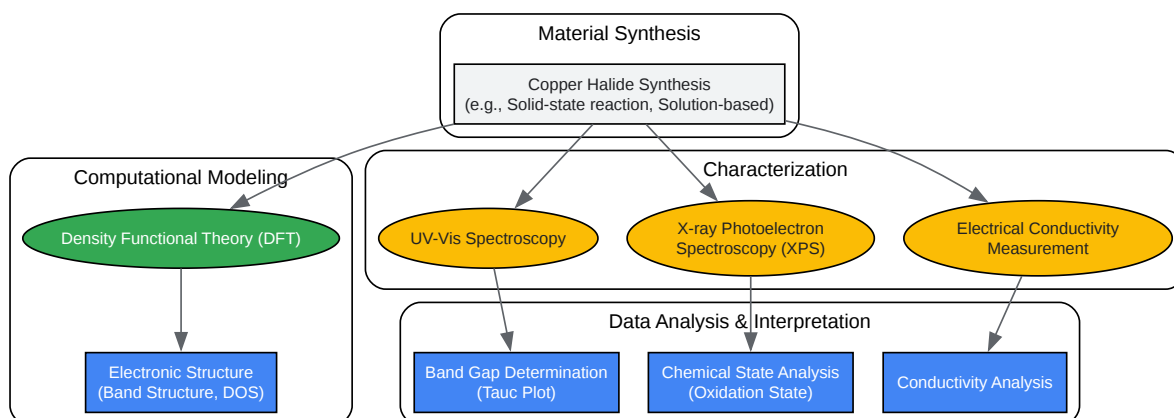 Material Synthesis
Copper Halide Synthesis
(e.g., Solid-state reaction, Solution-based)
Computational Modeling
Density Functional Theory (DFT)
Electronic Structure
(Band Structure, DOS)
Characterization
UV-Vis Spectroscopy
X-ray Photoelectron
Spectroscopy (XPS)
Electrical Conductivity
Measurement
Data Analysis & Interpretation
Band Gap Determination
(Tauc Plot)
Chemical State Analysis
(Oxidation State)
Conductivity Analysis